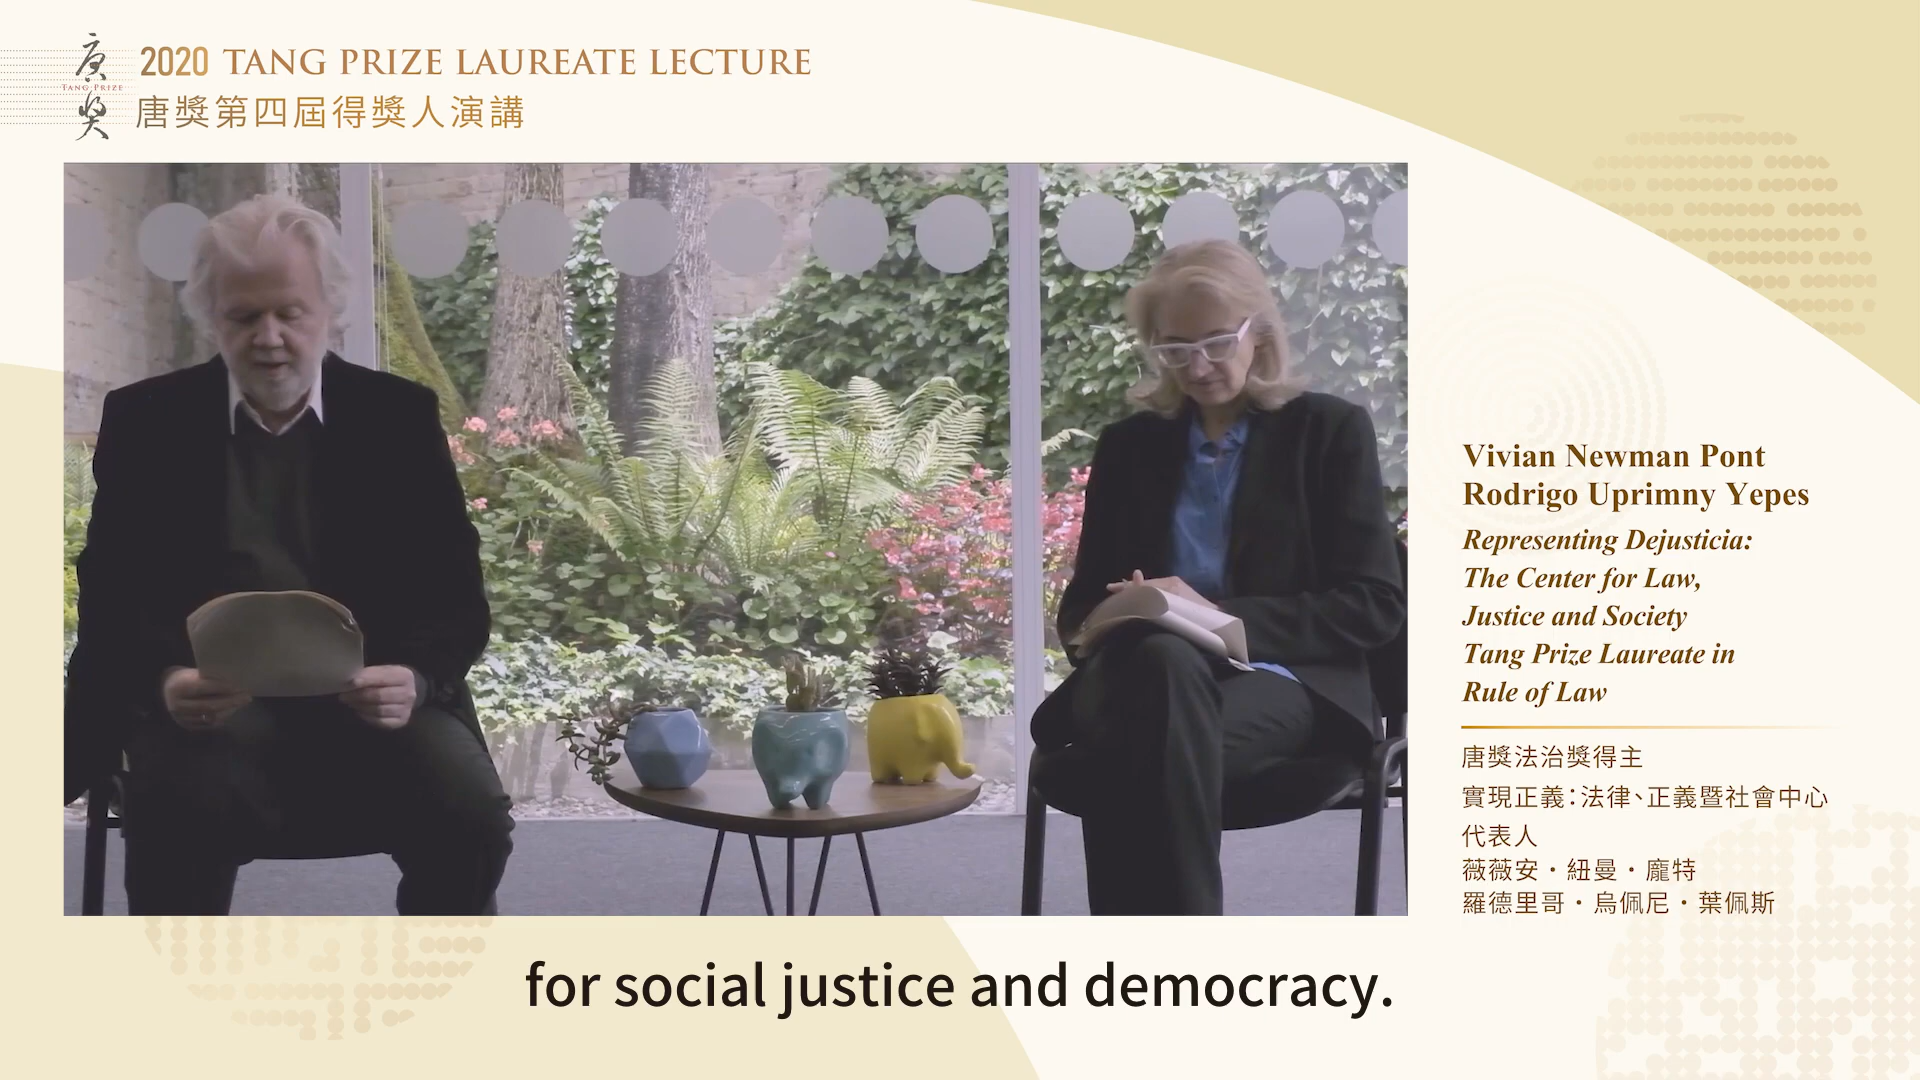 唐
TANG PRIZE
獎
2020 TANG PRIZE LAUREATE LECTURE
唐獎第四屆得獎人演講
Vivian Newman Pont
Rodrigo Uprimny Yepes
Representing Dejusticia:
The Center for Law,
Justice and Society
Tang Prize Laureate in
Rule of Law
唐獎法治獎得主
實現正義：法律、正義暨社會中心
代表人
薇薇安・紐曼・龐特
羅德里哥・烏佩尼・葉佩斯
for social justice and democracy.